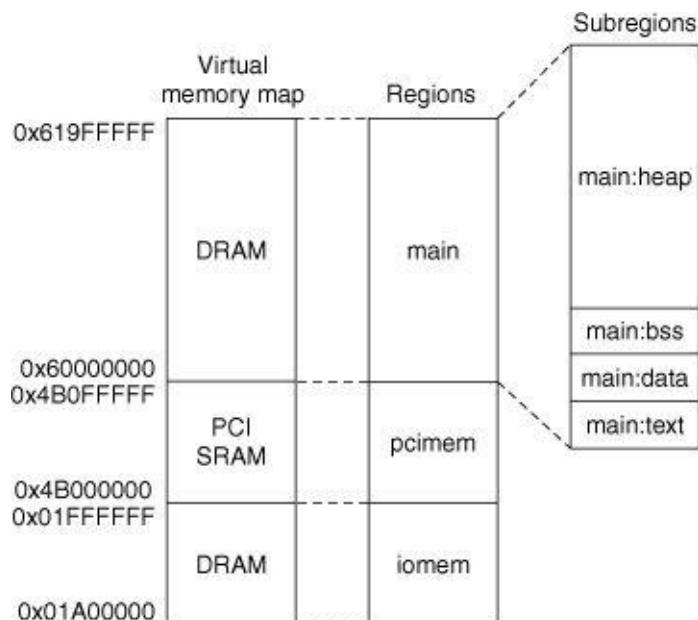 Subregions
Virtual
memory map
Regions
0x619FFFFF
main:heap
DRAM
main
main:bss
0x60000000
main:data
0x4B0FFFFF
PCI
SRAM
pcimem
main:text
0x4B000000
0x01FFFFFF
DRAM
iomem
0x01A00000